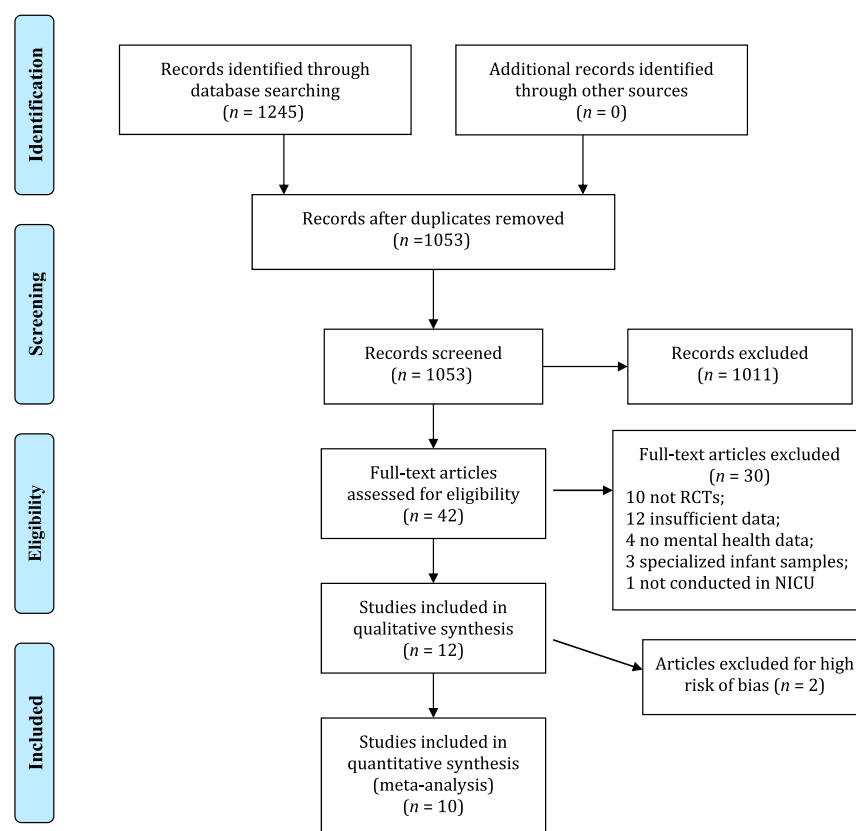 Identification
Records identified through
database searching
(n = 1245)
Additional records identified
through other sources
(n = 0)
Records after duplicates removed
(n =1053)
Screening
Records screened
(n = 1053)
Records excluded
(n = 1011)
Eligibility
Full-text articles
assessed for eligibility
(n = 42)
Full-text articles excluded
(n = 30)
10 not RCTs;
12 insufficient data;
4 no mental health data;
3 specialized infant samples;
1 not conducted in NICU
Studies included in
qualitative synthesis
(n = 12)
Articles excluded for high
risk of bias (n = 2)
Included
Studies included in
quantitative synthesis
(meta-analysis)
(n = 10)